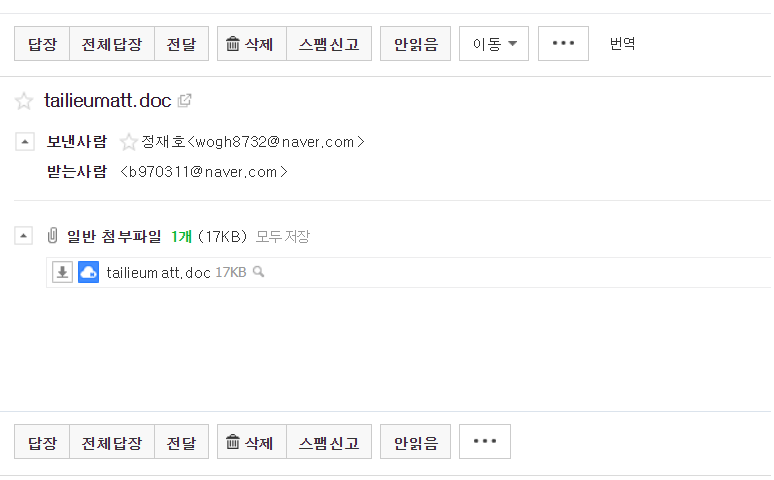 답장 전체답장 전달 삭제 스팸신고 안읽음 이동 ••• 번역
tailieumatt.doc
보낸사람 정재호<wogh8732@naver.com>
받는사람 <b970311@naver.com>
일반 첨부파일 1개 (17KB) 모두저장
tailieumatt.doc 17KB
답장 전체답장 전달 삭제 스팸신고 안읽음 •••